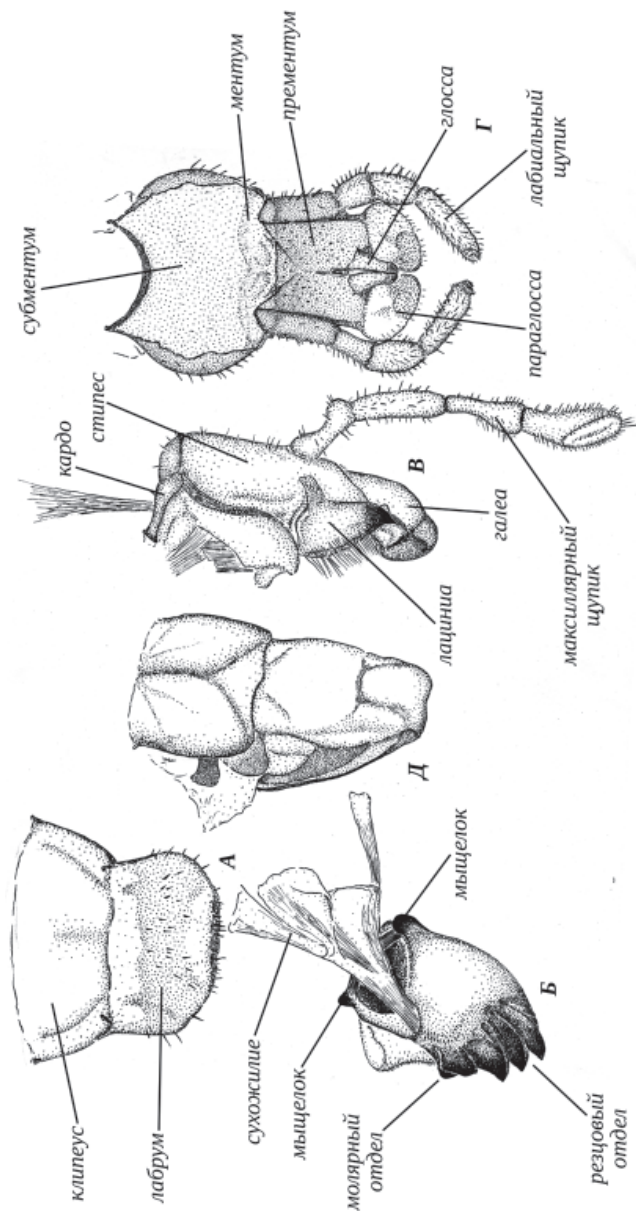 клипеус
лабрум
А
сухожилие
мыщелок
молярный
отдел
резцовый
отдел
мыщелок
Б
Д
кардо
стипес
лациниа
галеа
максиллярный
щупик
В
субментум
ментум
прементум
глосса
параглосса
лабиальный
щупик
Г